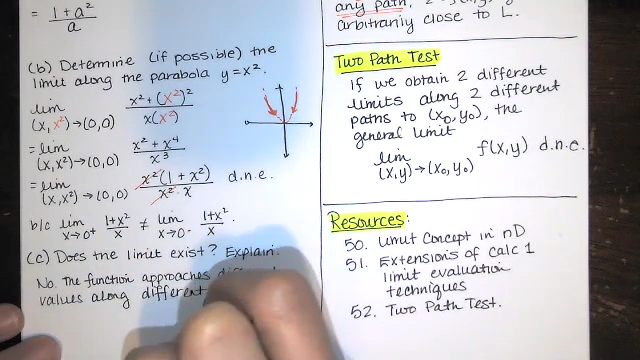 = 1 + a² / a
(b) Determine (if possible) the
limit along the parabola y = x².
lim (x, x²) → (0,0) x² + (x²)² / x(x²)
= lim (x, x²) → (0,0) x² + x⁴ / x³
= lim (x, x²) → (0,0) x²(1 + x²) / x² · x d.n.e.
b/c lim x→0⁺ 1+x² / x ≠ lim x→0⁻ 1+x² / x .
(c) Does the limit exist? Explain.
No. The function approaches
values along different
any path,
arbitrarily close to L.
Two Path Test
If we obtain 2 different
limits along 2 different
paths to (x₀, y₀), the
general limit
lim (x,y) → (x₀, y₀) f(x,y) d.n.e.
Resources:
50. Limit Concept in nD
51. Extensions of calc 1
limit evaluation
techniques
52. Two Path Test.